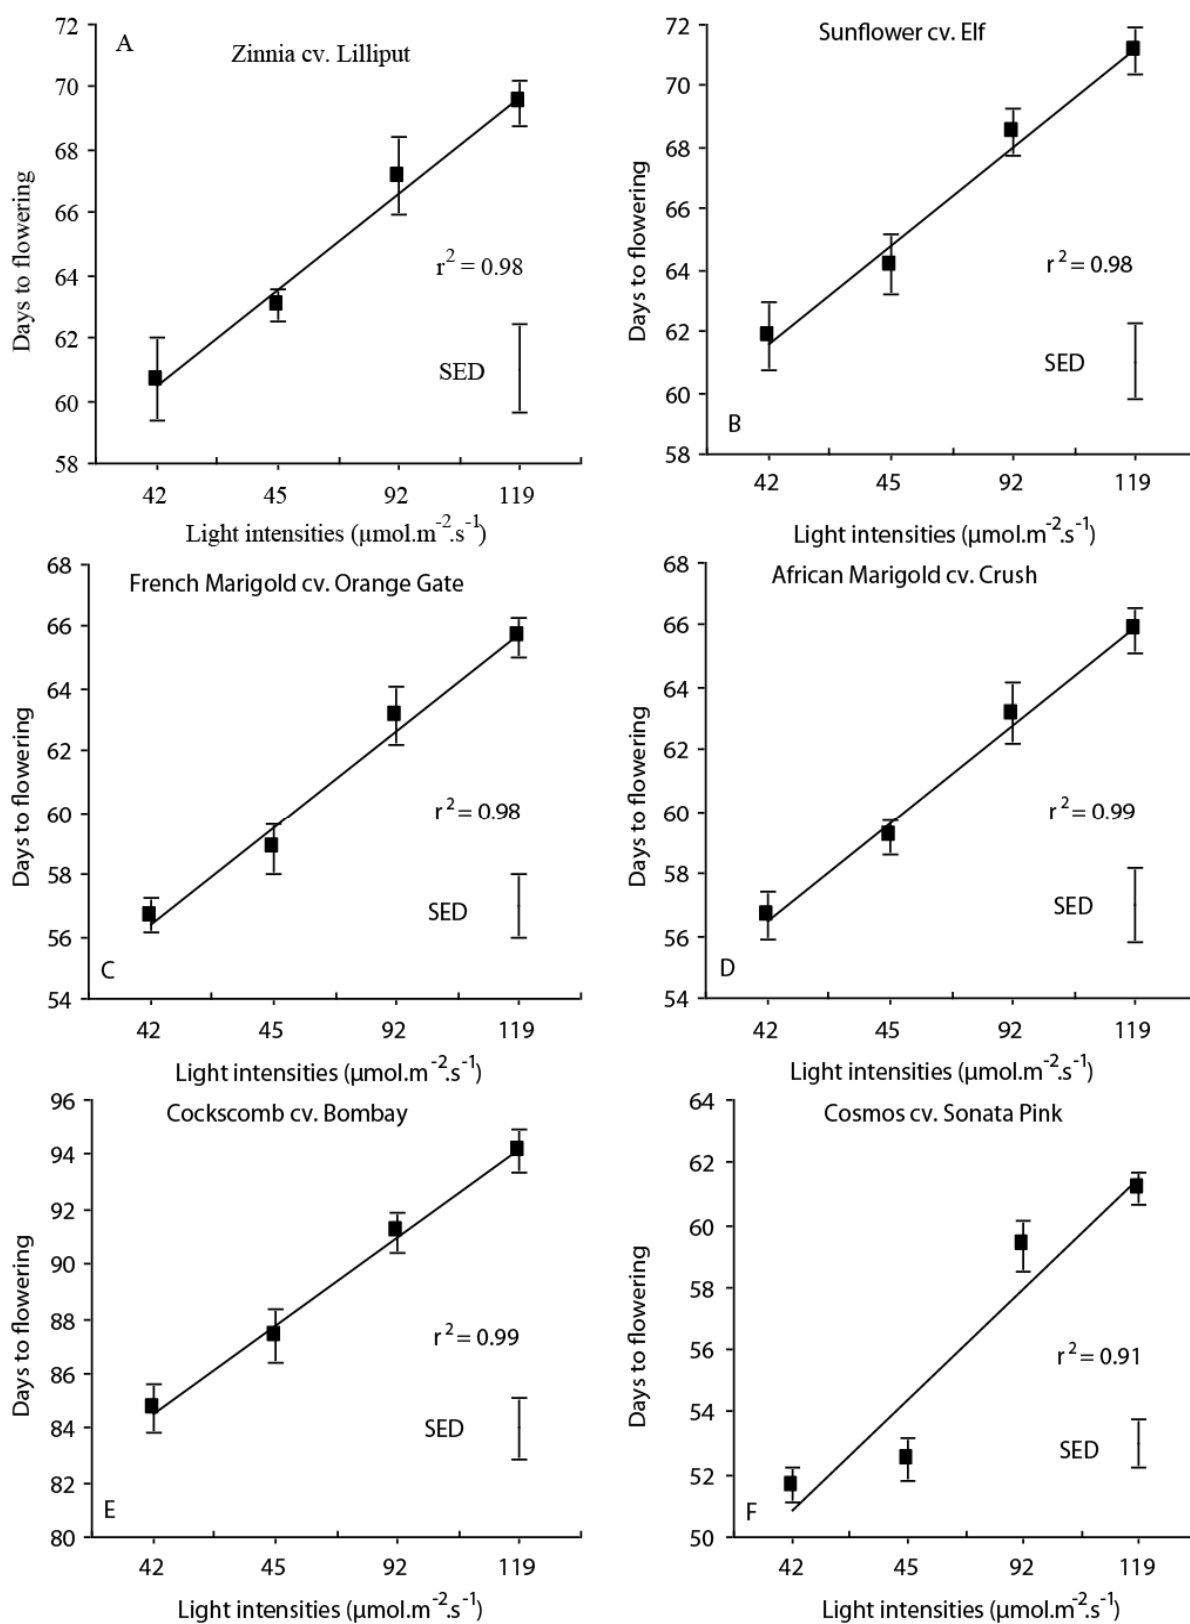 A
Zinnia cv. Lilliput
72
70
68
66
64
62
60
58
Days to flowering
r² = 0.98
SED
42 45 92 119
Light intensities (µmol.m⁻².s⁻¹)
Sunflower cv. Elf
72
70
68
66
64
62
60
58
Days to flowering
r² = 0.98
SED
B
42 45 92 119
Light intensities (µmol.m⁻².s⁻¹)
French Marigold cv. Orange Gate
68
66
64
62
60
58
56
54
Days to flowering
r² = 0.98
SED
C
42 45 92 119
Light intensities (µmol.m⁻².s⁻¹)
African Marigold cv. Crush
68
66
64
62
60
58
56
54
Days to flowering
r² = 0.99
SED
D
42 45 92 119
Light intensities (µmol.m⁻².s⁻¹)
Cockscomb cv. Bombay
96
94
92
90
88
86
84
82
80
Days to flowering
r² = 0.99
SED
E
42 45 92 119
Light intensities (µmol.m⁻².s⁻¹)
Cosmos cv. Sonata Pink
64
62
60
58
56
54
52
50
Days to flowering
r² = 0.91
SED
F
42 45 92 119
Light intensities (µmol.m⁻².s⁻¹)